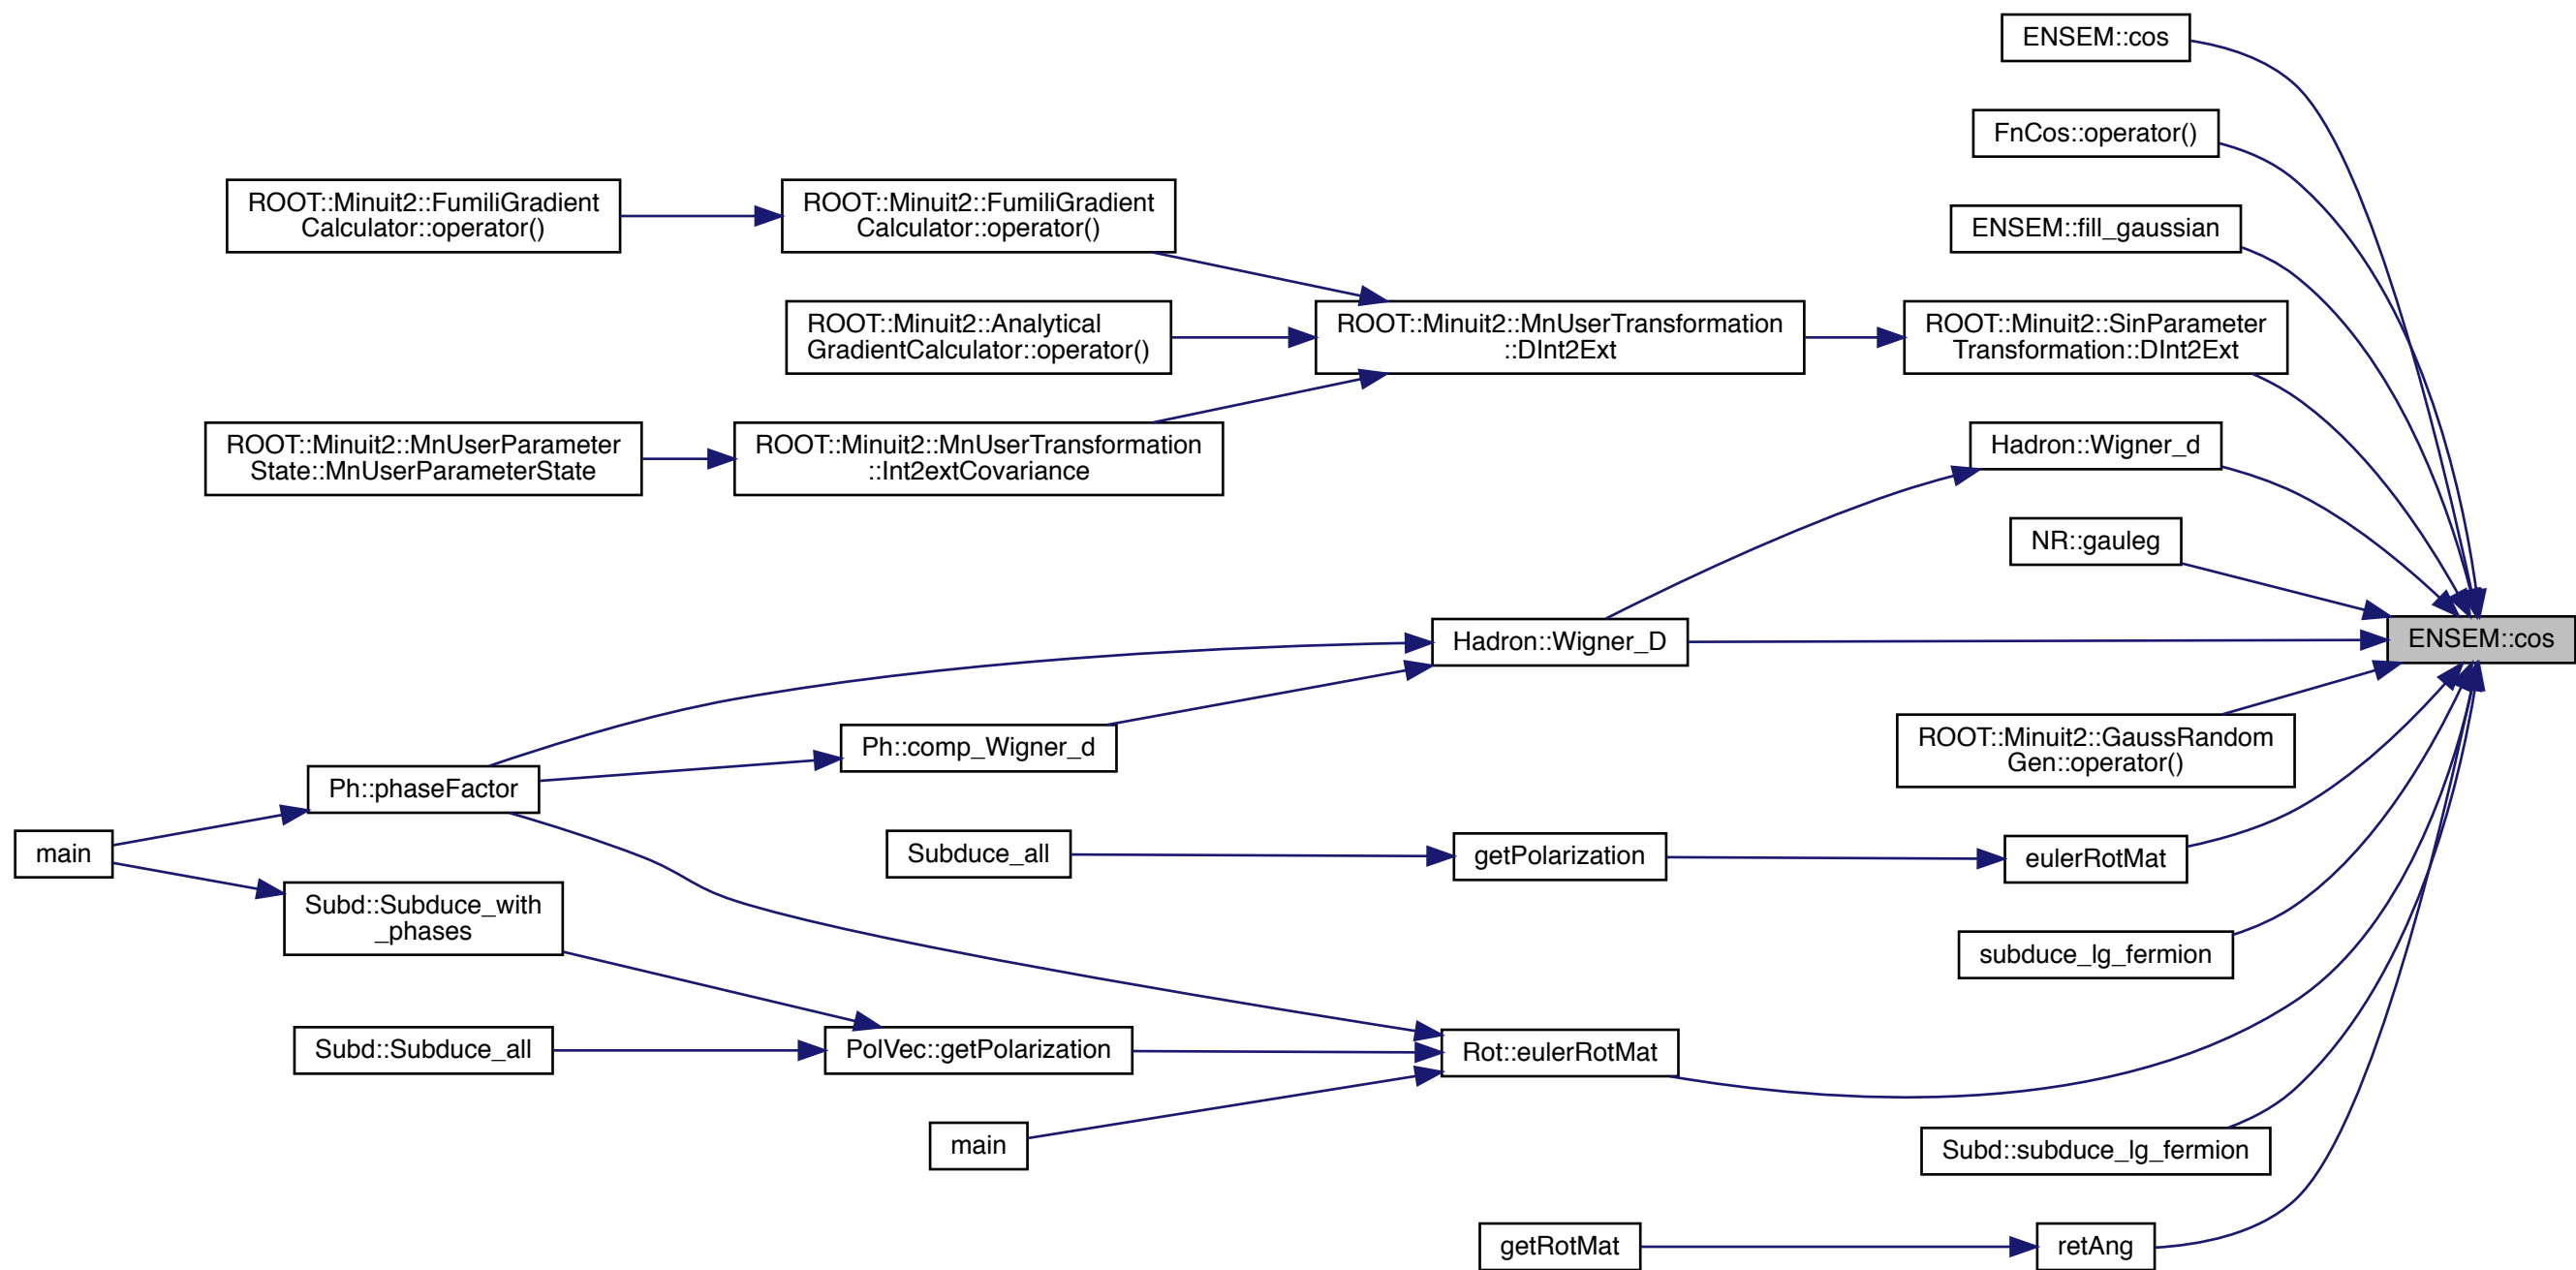 ENSEM::cos
FnCos::operator()
ROOT::Minuit2::FumiliGradient
Calculator::operator()
ROOT::Minuit2::FumiliGradient
Calculator::operator()
ENSEM::fill_gaussian
ROOT::Minuit2::Analytical
GradientCalculator::operator()
ROOT::Minuit2::MnUserTransformation
::DInt2Ext
ROOT::Minuit2::SinParameter
Transformation::DInt2Ext
ROOT::Minuit2::MnUserParameter
State::MnUserParameterState
ROOT::Minuit2::MnUserTransformation
::Int2extCovariance
Hadron::Wigner_d
NR::gauleg
Hadron::Wigner_D
ENSEM::cos
Ph::comp_Wigner_d
ROOT::Minuit2::GaussRandom
Gen::operator()
Ph::phaseFactor
main
Subduce_all
getPolarization
eulerRotMat
Subd::Subduce_with
_phases
subduce_lg_fermion
Subd::Subduce_all
PolVec::getPolarization
Rot::eulerRotMat
main
Subd::subduce_lg_fermion
getRotMat
retAng